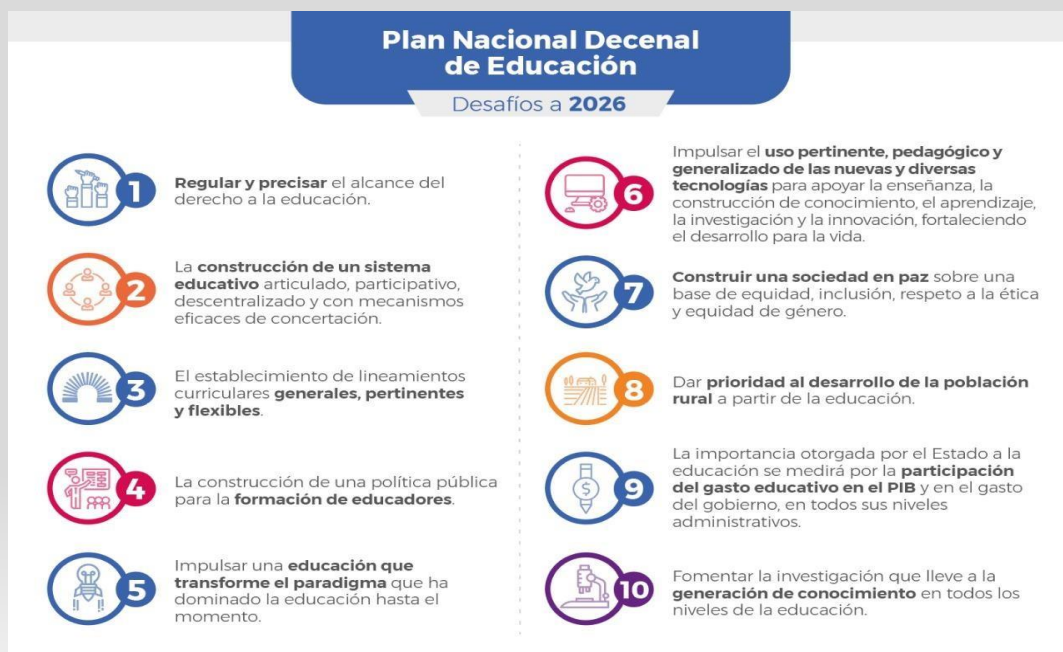 Plan Nacional Decenal
de Educación
Desafíos a 2026
1
Regular y precisar el alcance del
derecho a la educación.
2
La construcción de un sistema
educativo articulado, participativo,
descentralizado y con mecanismos
eficaces de concertación.
3
El establecimiento de lineamientos
curriculares generales, pertinentes
y flexibles.
4
La construcción de una política pública
para la formación de educadores.
5
Impulsar una educación que
transforme el paradigma que ha
dominado la educación hasta el
momento.
6
Impulsar el uso pertinente, pedagógico y
generalizado de las nuevas y diversas
tecnologías para apoyar la enseñanza, la
construcción de conocimiento, el aprendizaje,
la investigación y la innovación, fortaleciendo
el desarrollo para la vida.
7
Construir una sociedad en paz sobre una
base de equidad, inclusión, respeto a la ética
y equidad de género.
8
Dar prioridad al desarrollo de la población
rural a partir de la educación.
9
La importancia otorgada por el Estado a la
educación se medirá por la participación
del gasto educativo en el PIB y en el gasto
del gobierno, en todos sus niveles
administrativos.
10
Fomentar la investigación que lleve a la
generación de conocimiento en todos los
niveles de la educación.